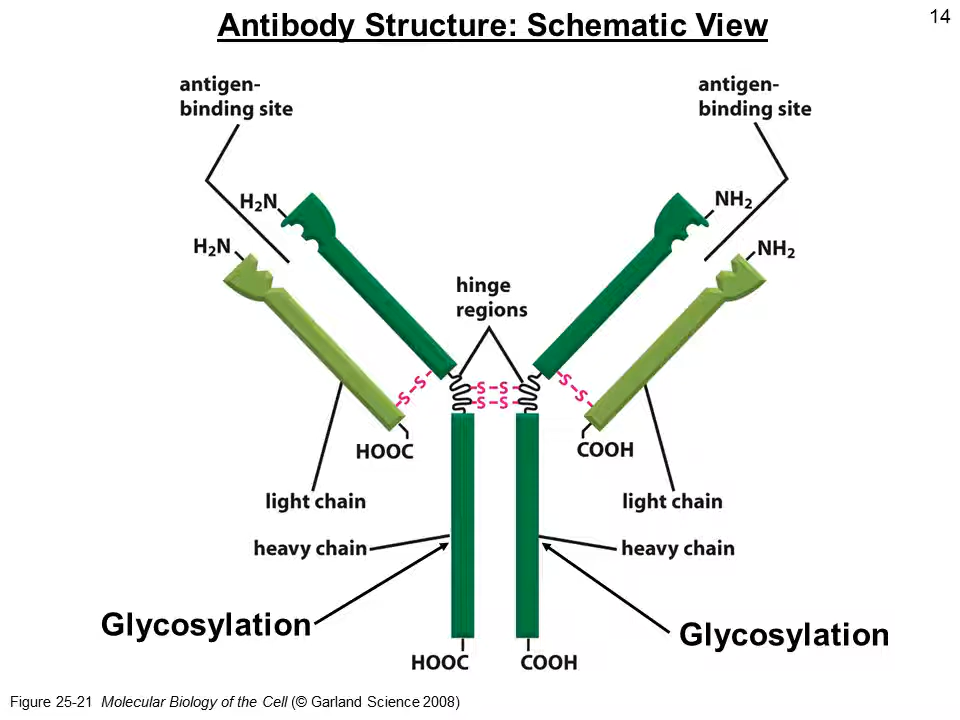 Antibody Structure: Schematic View
14
antigen-
binding site
antigen-
binding site
H₂N
NH₂
H₂N
NH₂
hinge
regions
-S-S-
-S-S-
-S-S-
-S-S-
HOOC
COOH
light chain
light chain
heavy chain
heavy chain
Glycosylation
Glycosylation
HOOC
COOH
Figure 25-21 Molecular Biology of the Cell (© Garland Science 2008)